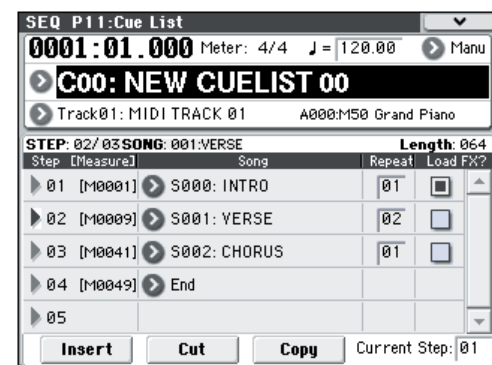 SEQ P11:Cue List
0001:01.000 Meter: 4/4 ♩= 120.00 Manu
C00: NEW CUELIST 00
Track01: MIDI TRACK 01 A000:M50 Grand Piano
STEP: 02/03 SONG: 001:VERSE Length: 064
Step [Measure] Song Repeat Load FX?
01 [M0001] S000: INTRO 01
02 [M0009] S001: VERSE 02
03 [M0041] S002: CHORUS 01
04 [M0049] End
05
Insert Cut Copy Current Step: 01